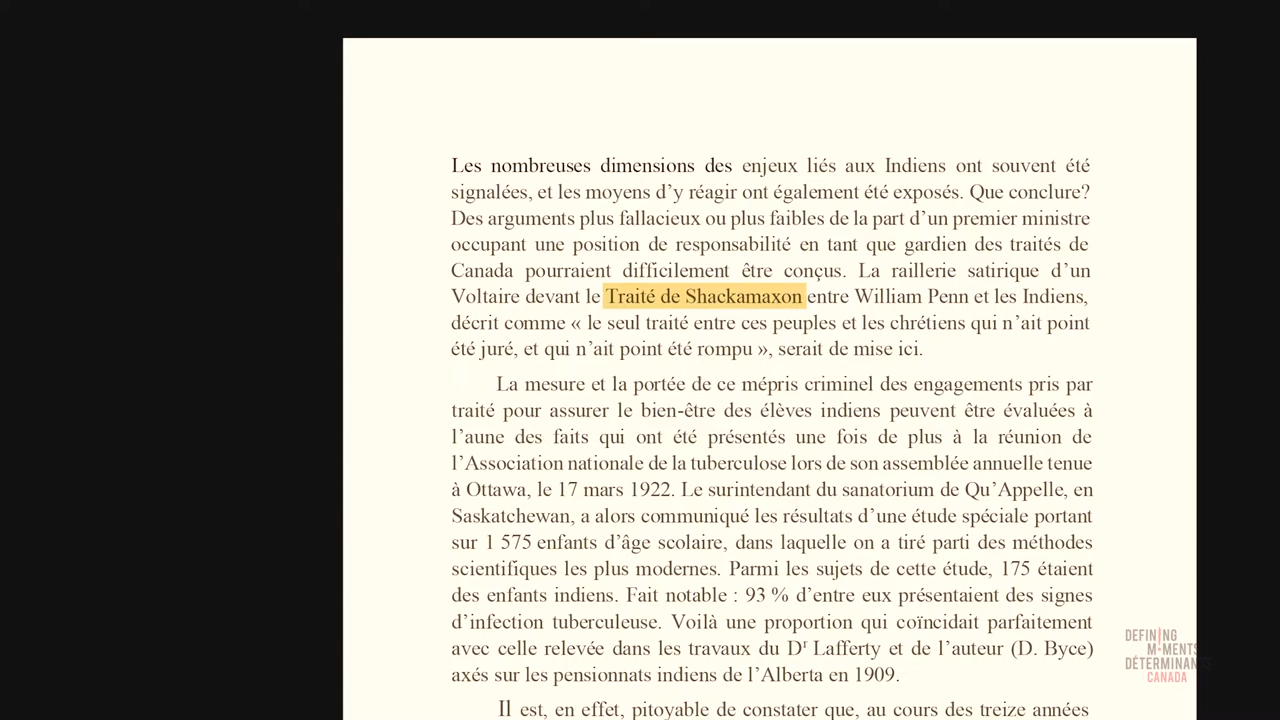 Les nombreuses dimensions des enjeux liés aux Indiens ont souvent été
signalées, et les moyens d’y réagir ont également été exposés. Que conclure?
Des arguments plus fallacieux ou plus faibles de la part d’un premier ministre
occupant une position de responsabilité en tant que gardien des traités de
Canada pourraient difficilement être conçus. La raillerie satirique d’un
Voltaire devant le Traité de Shackamaxon entre William Penn et les Indiens,
décrit comme « le seul traité entre ces peuples et les chrétiens qui n’ait point
été juré, et qui n’ait point été rompu », serait de mise ici.
La mesure et la portée de ce mépris criminel des engagements pris par
traité pour assurer le bien-être des élèves indiens peuvent être évaluées à
l’aune des faits qui ont été présentés une fois de plus à la réunion de
l’Association nationale de la tuberculose lors de son assemblée annuelle tenue
à Ottawa, le 17 mars 1922. Le surintendant du sanatorium de Qu’Appelle, en
Saskatchewan, a alors communiqué les résultats d’une étude spéciale portant
sur 1 575 enfants d’âge scolaire, dans laquelle on a tiré parti des méthodes
scientifiques les plus modernes. Parmi les sujets de cette étude, 175 étaient
des enfants indiens. Fait notable : 93 % d’entre eux présentaient des signes
d’infection tuberculeuse. Voilà une proportion qui coïncidait parfaitement
avec celle relevée dans les travaux du Dʳ Lafferty et de l’auteur (D. Byce)
axés sur les pensionnats indiens de l’Alberta en 1909.
Il est, en effet, pitoyable de constater que, au cours des treize années
DEFIN!NG
M·MENTS
DÉTERMINANTS
CANADA